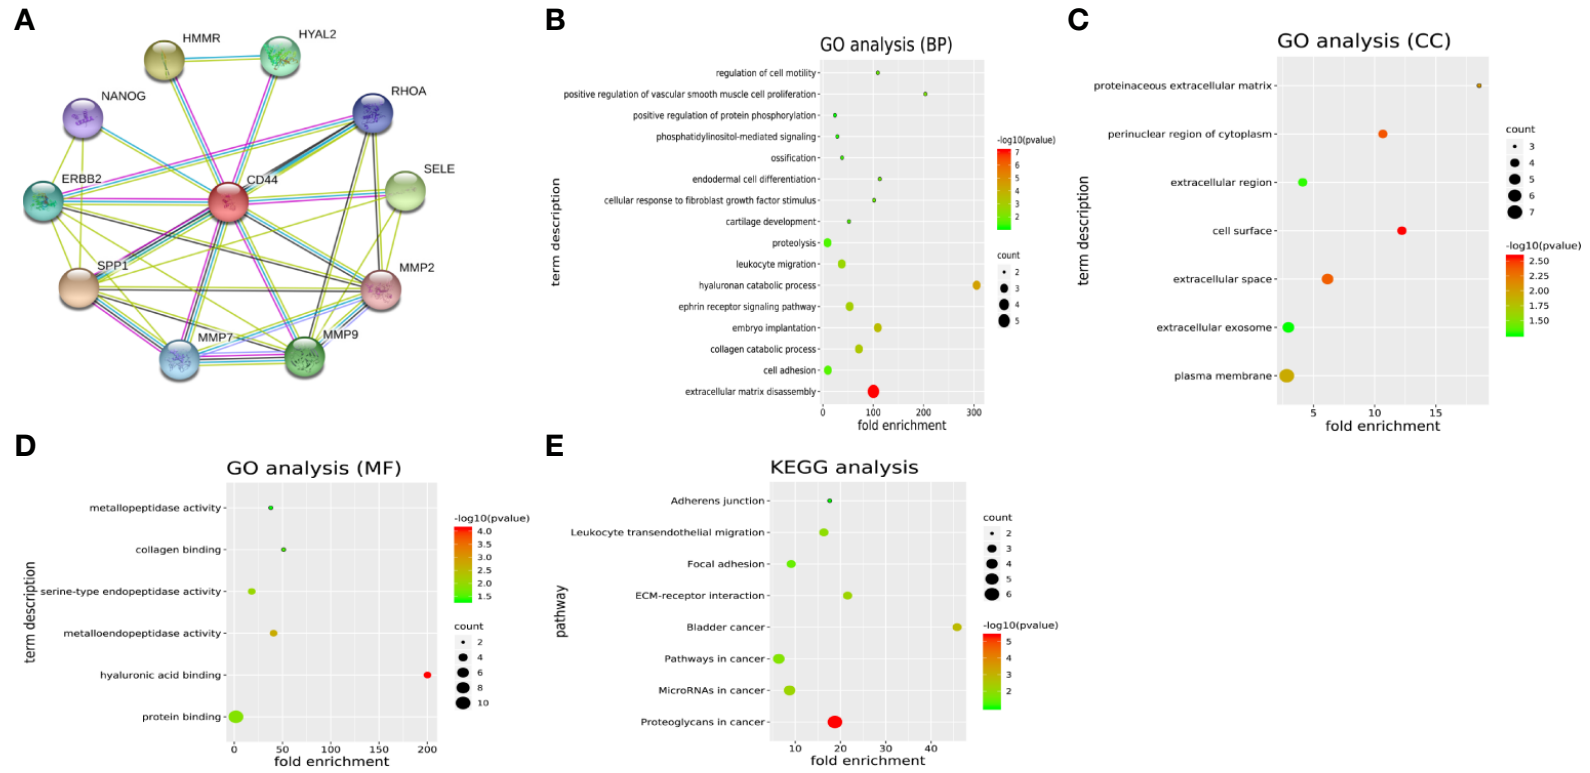 A
HMMR
HYAL2
NANOG
RHOA
ERBB2
CD44
SELE
SPP1
MMP2
MMP7
MMP9
B
GO analysis (BP)
term description
regulation of cell motility
positive regulation of vascular smooth muscle cell proliferation
positive regulation of protein phosphorylation
phosphatidylinositol-mediated signaling
ossification
endodermal cell differentiation
cellular response to fibroblast growth factor stimulus
cartilage development
proteolysis
leukocyte migration
hyaluronan catabolic process
ephrin receptor signaling pathway
embryo implantation
collagen catabolic process
cell adhesion
extracellular matrix disassembly
0 100 200 300
fold enrichment
-log10(pvalue)
7
6
5
4
3
2
count
2
3
4
5
C
GO analysis (CC)
term description
proteinaceous extracellular matrix
perinuclear region of cytoplasm
extracellular region
cell surface
extracellular space
extracellular exosome
plasma membrane
5 10 15
fold enrichment
count
3
4
5
6
7
-log10(pvalue)
2.50
2.25
2.00
1.75
1.50
D
GO analysis (MF)
term description
metallopeptidase activity
collagen binding
serine-type endopeptidase activity
metalloendopeptidase activity
hyaluronic acid binding
protein binding
0 50 100 150 200
fold enrichment
-log10(pvalue)
4.0
3.5
3.0
2.5
2.0
1.5
count
2
4
6
8
10
E
KEGG analysis
pathway
Adherens junction
Leukocyte transendothelial migration
Focal adhesion
ECM-receptor interaction
Bladder cancer
Pathways in cancer
MicroRNAs in cancer
Proteoglycans in cancer
10 20 30 40
fold enrichment
count
2
3
4
5
6
-log10(pvalue)
5
4
3
2